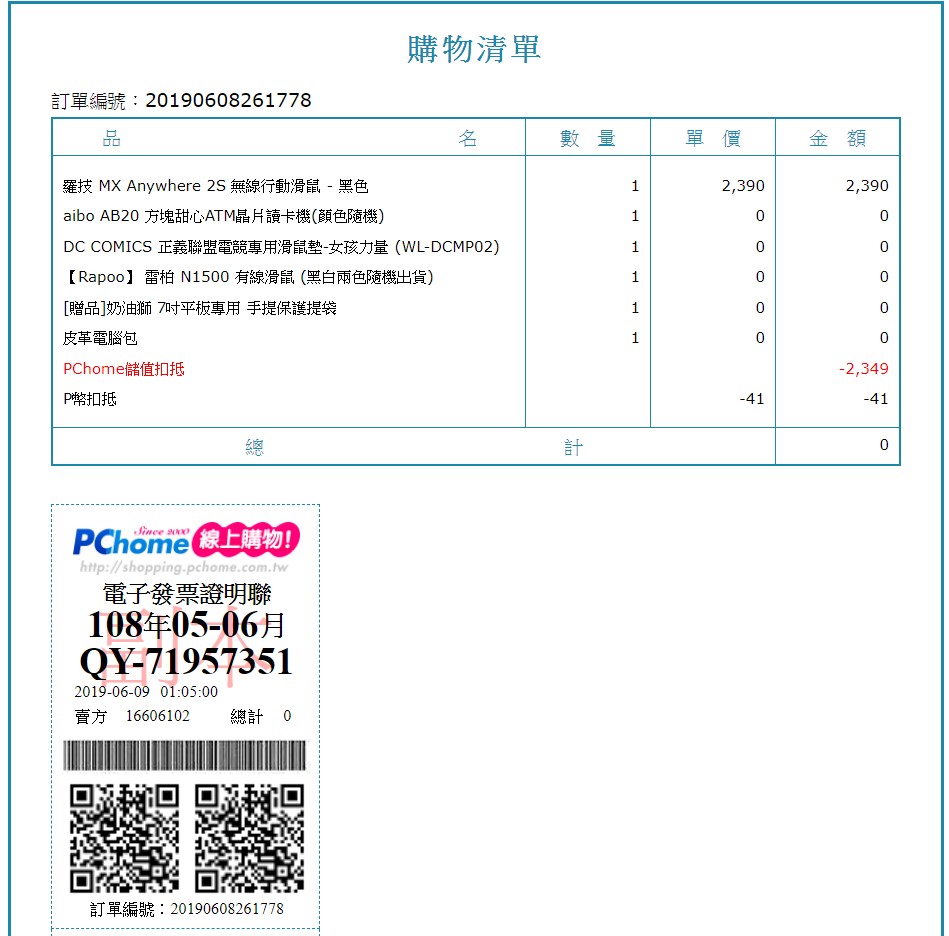 購物清單
訂單編號：20190608261778
品 名 數 量 單 價 金 額
羅技 MX Anywhere 2S 無線行動滑鼠 - 黑色 1 2,390 2,390
aibo AB20 方塊甜心ATM晶片讀卡機(顏色隨機) 1 0 0
DC COMICS 正義聯盟電競專用滑鼠墊-女孩力量 (WL-DCMP02) 1 0 0
【Rapoo】 雷柏 N1500 有線滑鼠 (黑白兩色隨機出貨) 1 0 0
[贈品]奶油獅 7吋平板專用 手提保護提袋 1 0 0
皮革電腦包 1 0 0
PChome儲值扣抵 -2,349
P幣扣抵 -41 -41
總 計 0
Since 2000
PChome 線上購物!
http://shopping.pchome.com.tw
電子發票證明聯
108年05-06月
副本
QY-71957351
2019-06-09 01:05:00
賣方 16606102 總計 0
訂單編號：20190608261778